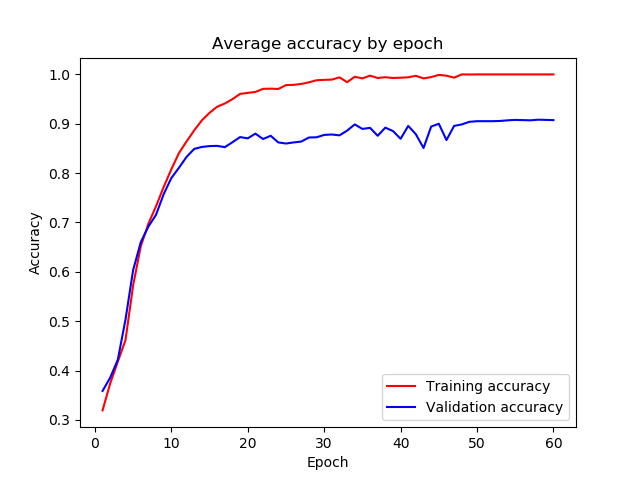 Average accuracy by epoch
1.0
0.9
0.8
0.7
0.6
0.5
0.4
0.3
Accuracy
Training accuracy
Validation accuracy
0 10 20 30 40 50 60
Epoch